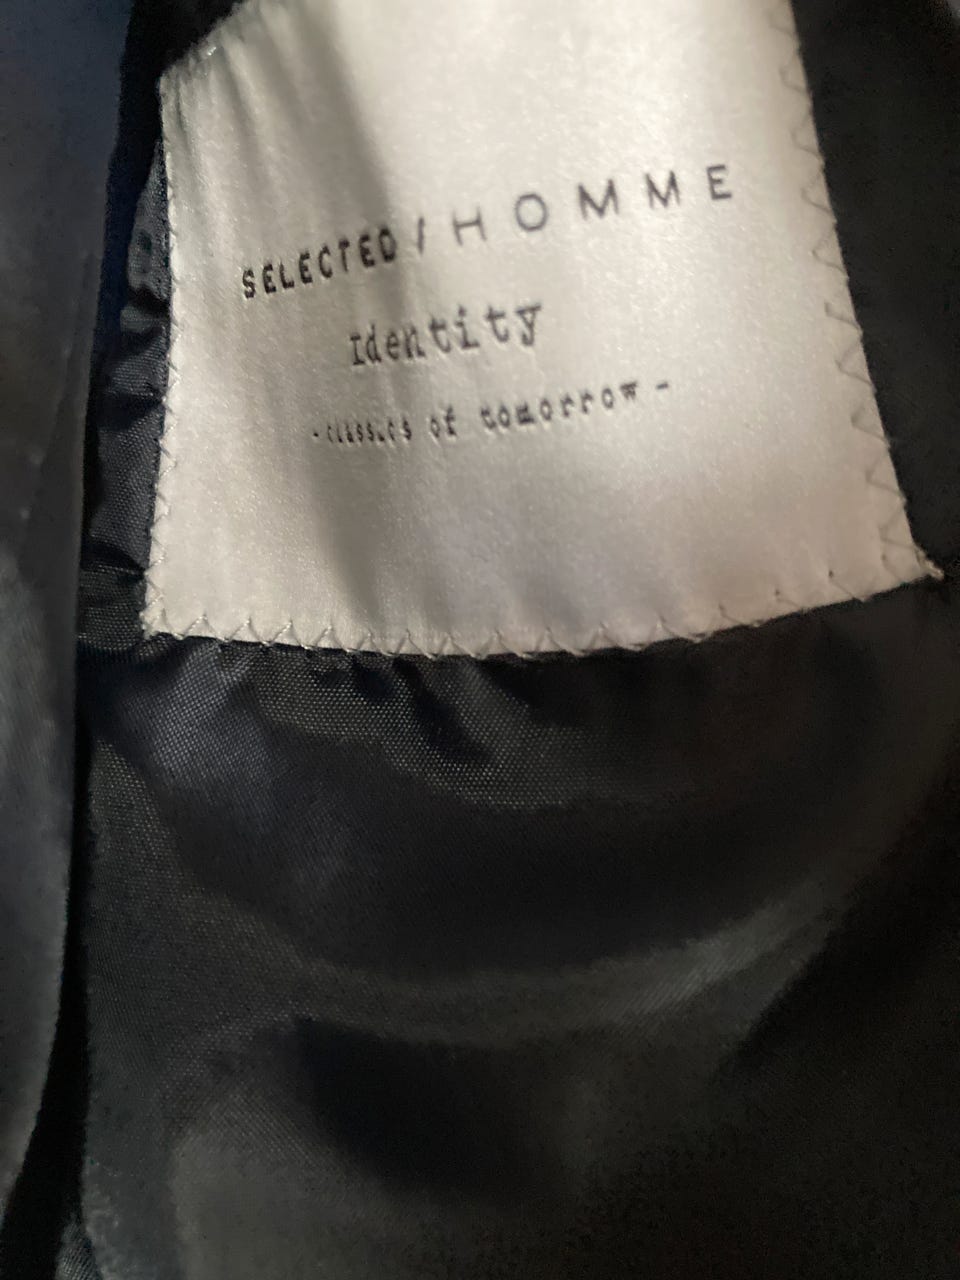 SELECTED / HOMME
Identity
- classics of tomorrow -